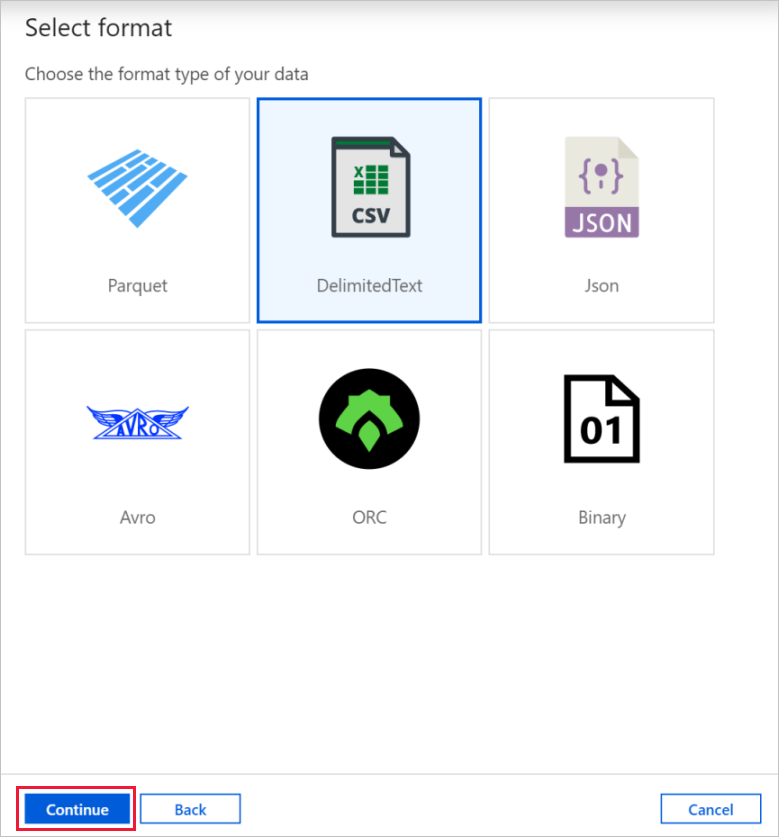 Select format
Choose the format type of your data
X
CSV
{ } JSON
Parquet
DelimitedText
Json
AVRO
01
Avro
ORC
Binary
Continue
Back
Cancel